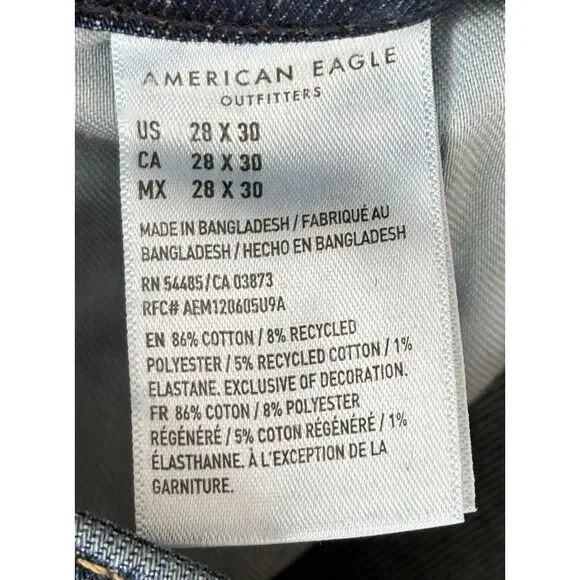 AMERICAN EAGLE
OUTFITTERS
US 28 X 30
CA 28 X 30
MX 28 X 30
MADE IN BANGLADESH / FABRIQUÉ AU
BANGLADESH / HECHO EN BANGLADESH
RN 54485/CA 03873
RFC# AEM120605U9A
EN 86% COTTON / 8% RECYCLED
POLYESTER / 5% RECYCLED COTTON / 1%
ELASTANE. EXCLUSIVE OF DECORATION.
FR 86% COTON / 8% POLYESTER
RÉGÉNÉRÉ / 5% COTON RÉGÉNÉRÉ / 1%
ÉLASTHANNE. À L'EXCEPTION DE LA
GARNITURE.